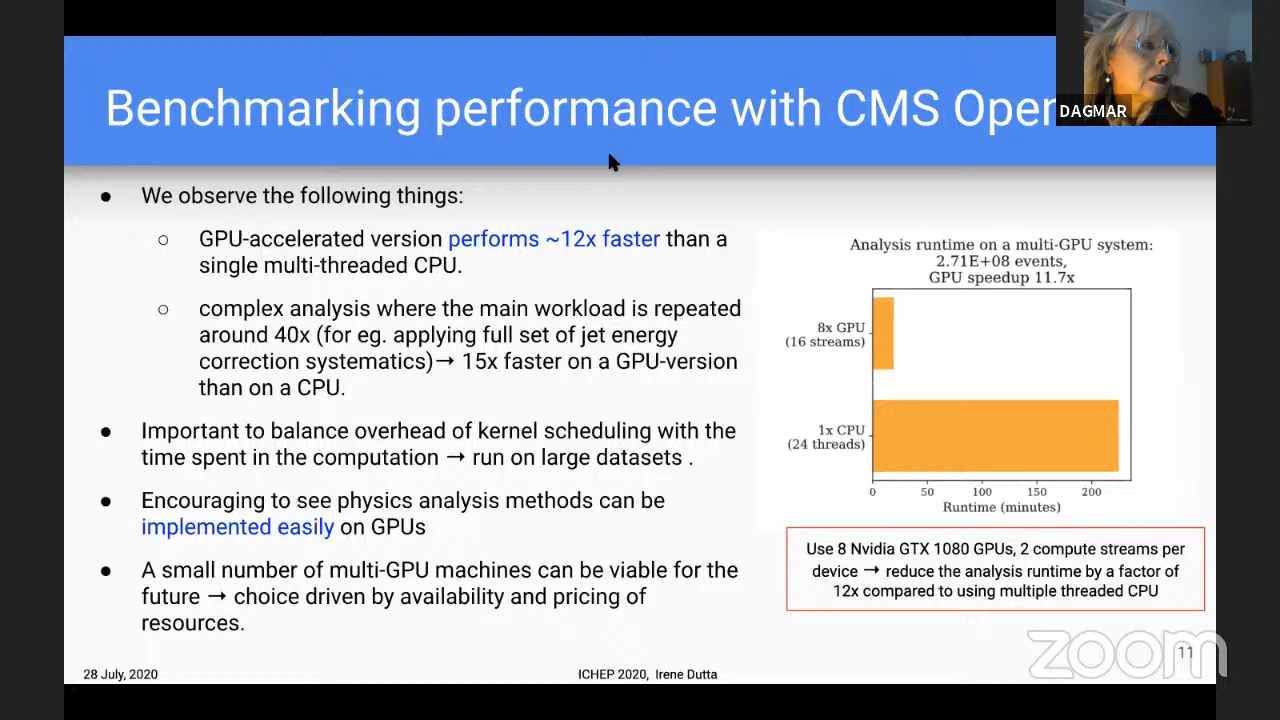 Benchmarking performance with CMS Open
DAGMAR
● We observe the following things:
○ GPU-accelerated version performs ~12x faster than a
single multi-threaded CPU.
○ complex analysis where the main workload is repeated
around 40x (for eg. applying full set of jet energy
correction systematics)→ 15x faster on a GPU-version
than on a CPU.
● Important to balance overhead of kernel scheduling with the
time spent in the computation → run on large datasets .
● Encouraging to see physics analysis methods can be
implemented easily on GPUs
● A small number of multi-GPU machines can be viable for the
future → choice driven by availability and pricing of
resources.
Analysis runtime on a multi-GPU system:
2.71E+08 events,
GPU speedup 11.7x
8x GPU
(16 streams)
1x CPU
(24 threads)
0 50 100 150 200
Runtime (minutes)
Use 8 Nvidia GTX 1080 GPUs, 2 compute streams per
device → reduce the analysis runtime by a factor of
12x compared to using multiple threaded CPU
zoom
11
28 July, 2020
ICHEP 2020, Irene Dutta